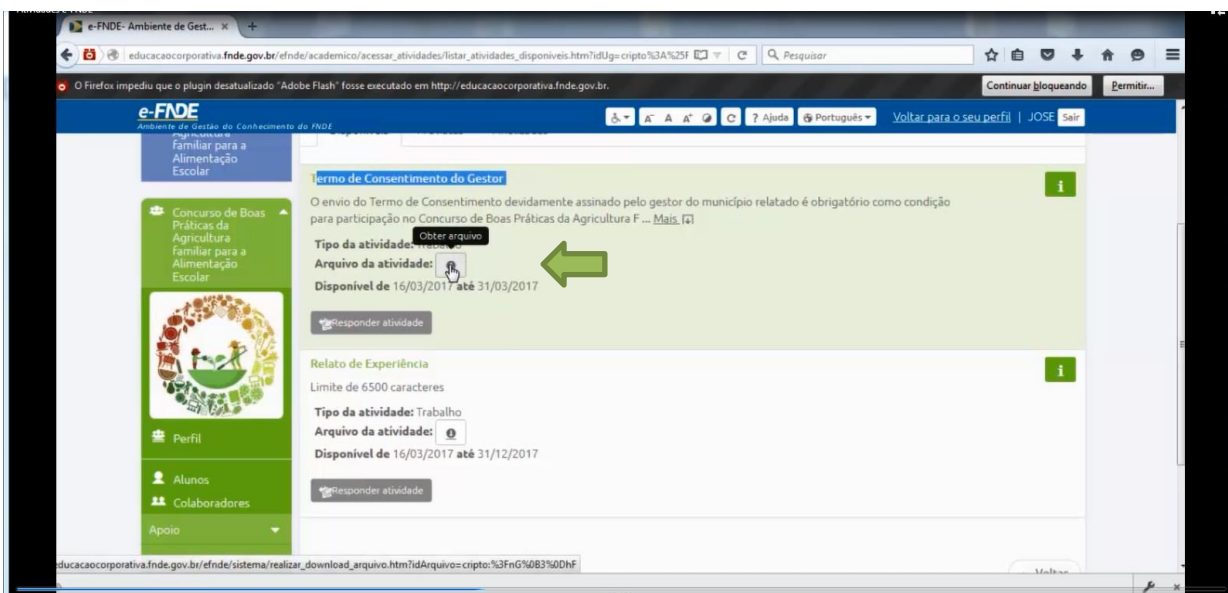 e-FNDE- Ambiente de Gest...
educacaocorporativa.fnde.gov.br/efnde/academico/acessar_atividades/listar_atividades_disponiveis.htm?idUg=cripto%3A%25F
Pesquisar
O Firefox impediu que o plugin desatualizado "Adobe Flash" fosse executado em http://educacaocorporativa.fnde.gov.br.
Continuar bloqueando
Permitir...
e-FNDE
Ambiente de Gestão do Conhecimento do FNDE
A- A A+
? Ajuda
Português
Voltar para o seu perfil | JOSE Sair
familiar para a
Alimentação
Escolar
Concurso de Boas
Práticas da
Agricultura
familiar para a
Alimentação
Escolar
Perfil
Alunos
Colaboradores
Apoio
Termo de Consentimento do Gestor
i
O envio do Termo de Consentimento devidamente assinado pelo gestor do município relatado é obrigatório como condição
para participação no Concurso de Boas Práticas da Agricultura F ... Mais
Obter arquivo
Tipo da atividade: Trabalho
Arquivo da atividade:
Disponível de 16/03/2017 até 31/03/2017
Responder atividade
Relato de Experiência
i
Limite de 6500 caracteres
Tipo da atividade: Trabalho
Arquivo da atividade:
Disponível de 16/03/2017 até 31/12/2017
Responder atividade
educacaocorporativa.fnde.gov.br/efnde/sistema/realizar_download_arquivo.htm?idArquivo=cripto:%3FnG%0B3%0DhF